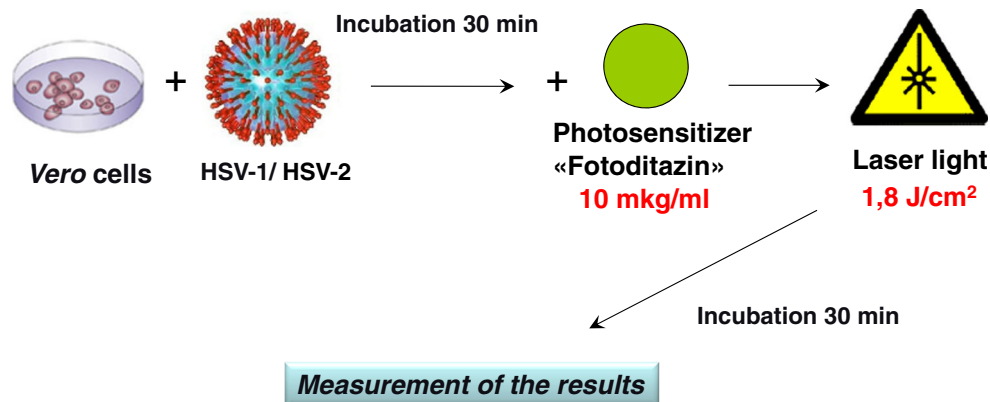 Incubation 30 min
+
+
Vero cells
HSV-1/ HSV-2
Photosensitizer
«Fotoditazin»
10 mkg/ml
Laser light
1,8 J/cm²
Incubation 30 min
Measurement of the results